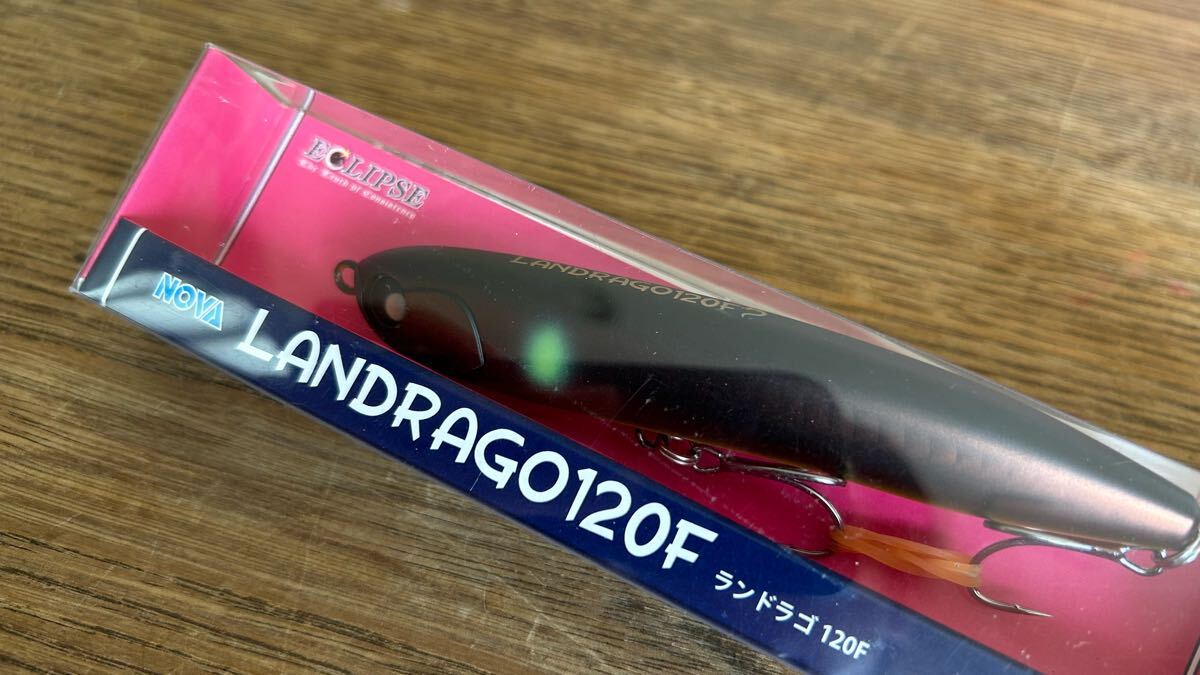 ECLIPSE
The Truth of Consistency
LANDRAGO120F
NOVA
LANDRAGO120F
ランドラゴ 120F